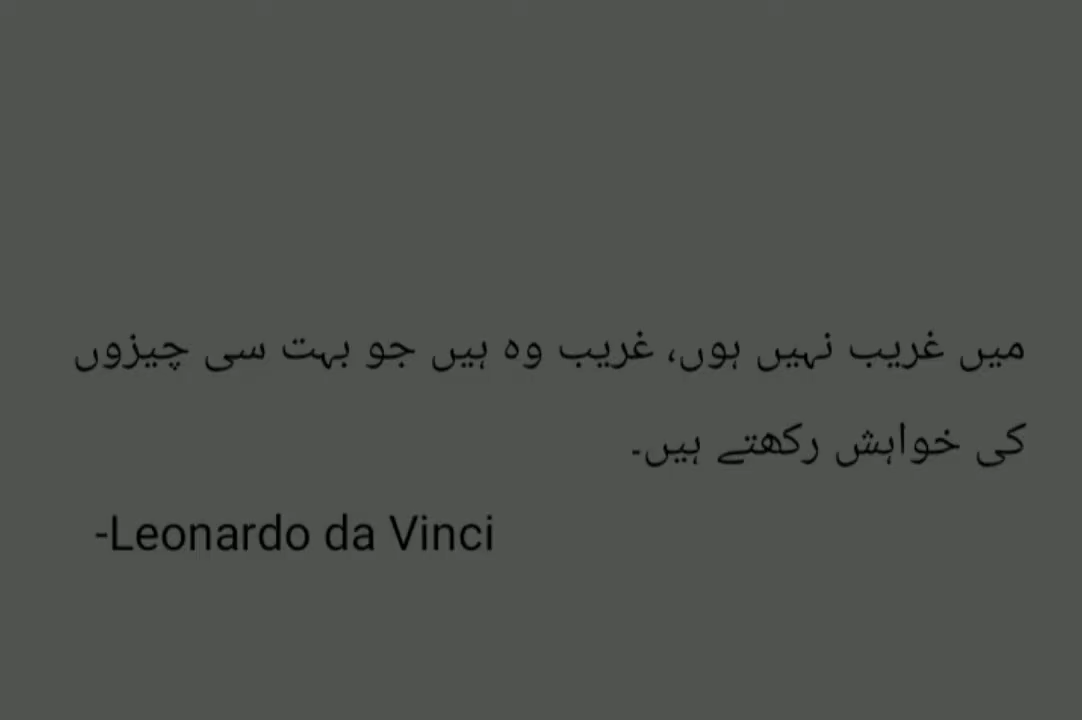 میں غریب نہیں ہوں، غریب وہ ہیں جو بہت سی چیزوں
کی خواہش رکھتے ہیں۔
-Leonardo da Vinci